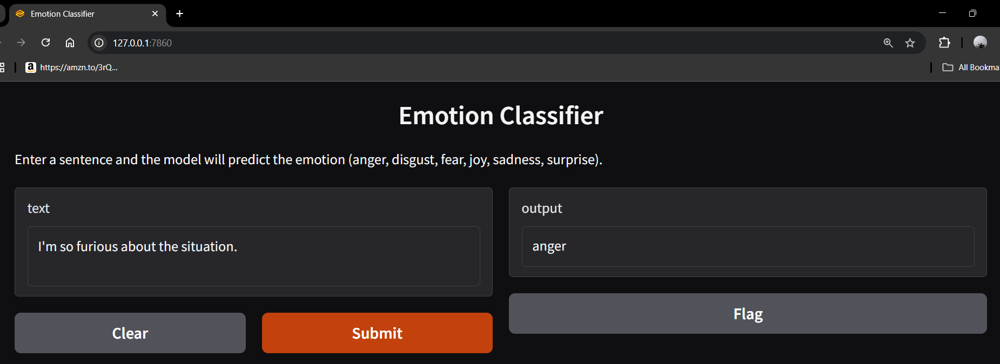 Emotion Classifier
127.0.0.1:7860
https://amzn.to/3rQ...
All Bookma
Emotion Classifier
Enter a sentence and the model will predict the emotion (anger, disgust, fear, joy, sadness, surprise).
text
I'm so furious about the situation.
Clear
Submit
output
anger
Flag